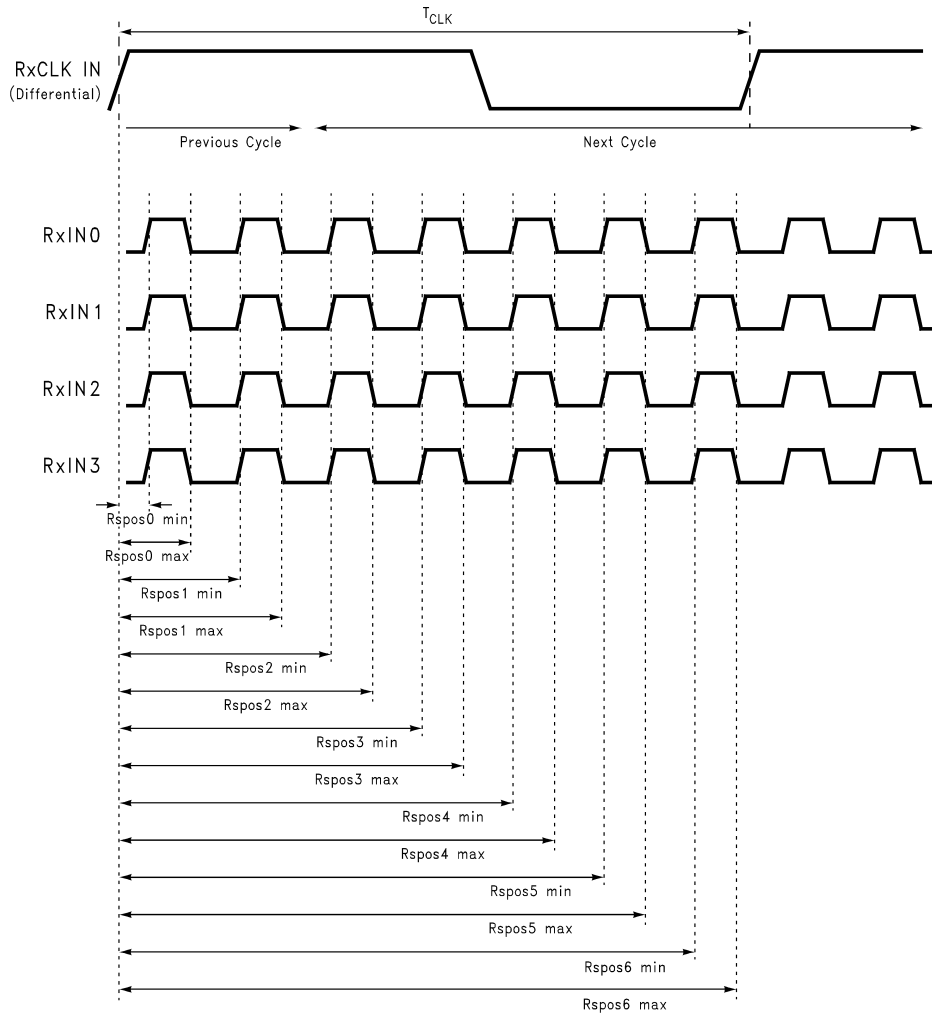 T_CLK
RxCLK IN
(Differential)
Previous Cycle
Next Cycle
RxIN0
RxIN1
RxIN2
RxIN3
Rspos0 min
Rspos0 max
Rspos1 min
Rspos1 max
Rspos2 min
Rspos2 max
Rspos3 min
Rspos3 max
Rspos4 min
Rspos4 max
Rspos5 min
Rspos5 max
Rspos6 min
Rspos6 max